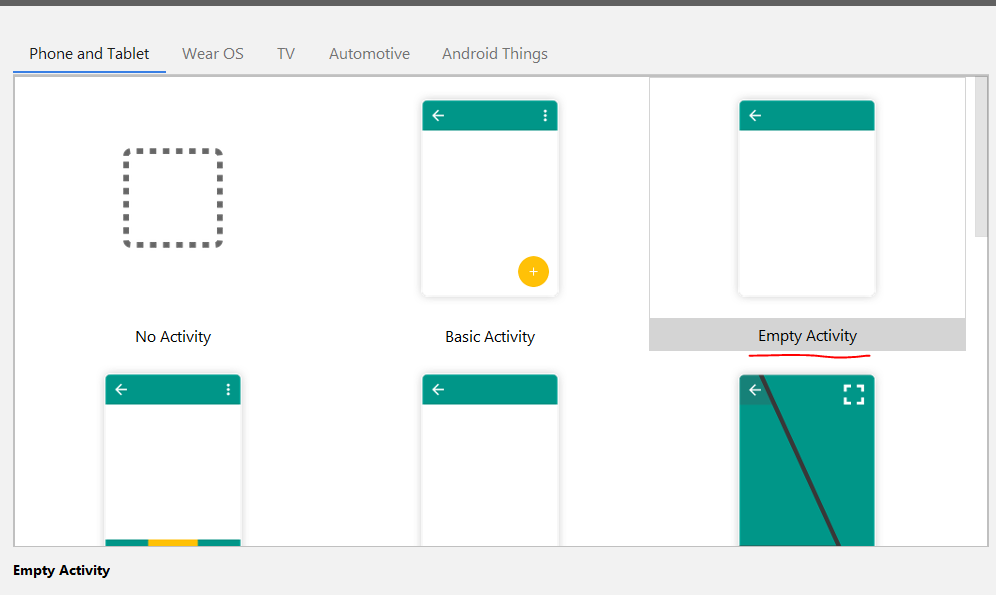 Phone and Tablet Wear OS TV Automotive Android Things
No Activity Basic Activity Empty Activity
Empty Activity